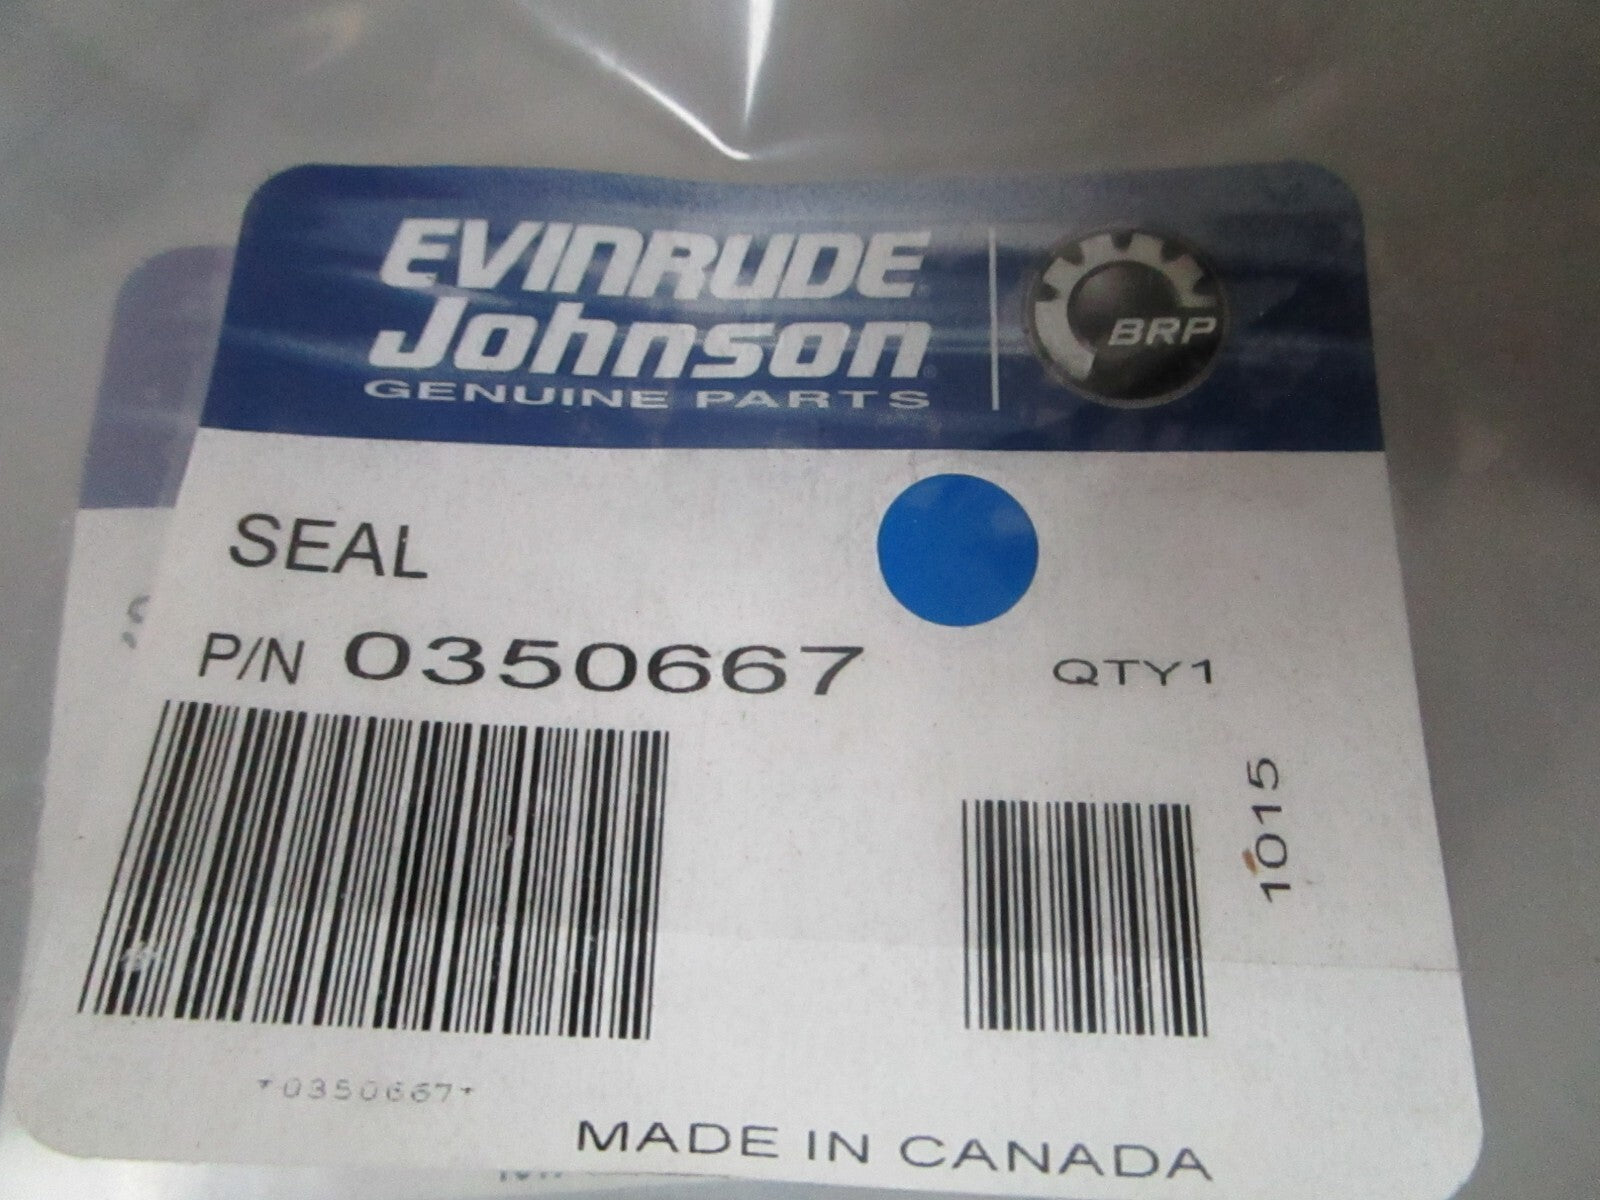 EVINRUDE
Johnson
GENUINE PARTS
BRP
SEAL
P/N 0350667
QTY1
1015
*0350667*
MADE IN CANADA